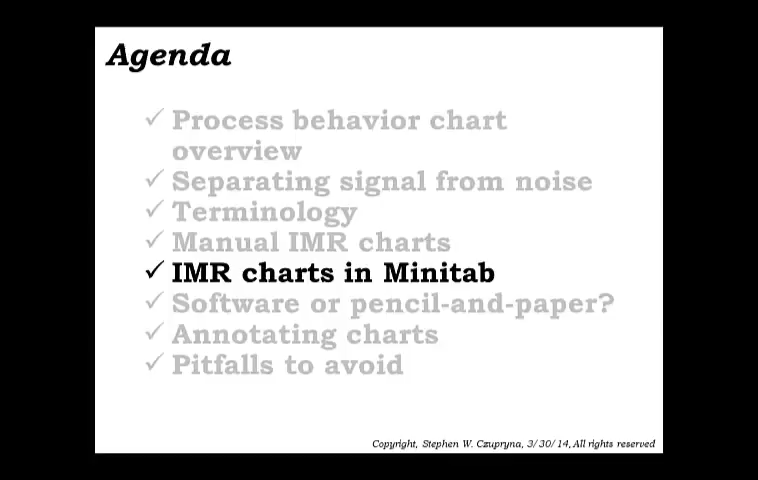 Agenda
✓ Process behavior chart
overview
✓ Separating signal from noise
✓ Terminology
✓ Manual IMR charts
✓ IMR charts in Minitab
✓ Software or pencil-and-paper?
✓ Annotating charts
✓ Pitfalls to avoid
Copyright, Stephen W. Czupryna, 3/30/14, All rights reserved